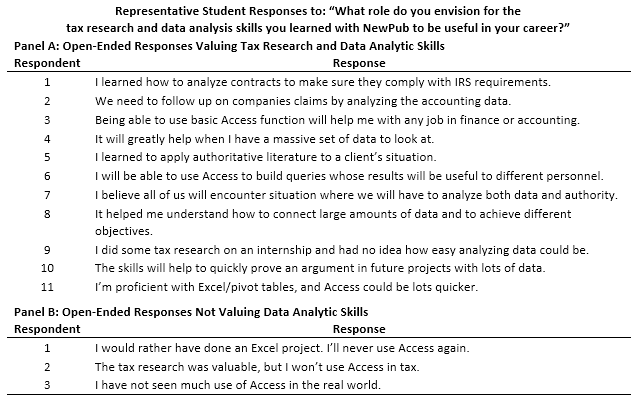 Representative Student Responses to: “What role do you envision for the
tax research and data analysis skills you learned with NewPub to be useful in your career?”
Panel A: Open-Ended Responses Valuing Tax Research and Data Analytic Skills
Respondent Response
1 I learned how to analyze contracts to make sure they comply with IRS requirements.
2 We need to follow up on companies claims by analyzing the accounting data.
3 Being able to use basic Access function will help me with any job in finance or accounting.
4 It will greatly help when I have a massive set of data to look at.
5 I learned to apply authoritative literature to a client’s situation.
6 I will be able to use Access to build queries whose results will be useful to different personnel.
7 I believe all of us will encounter situation where we will have to analyze both data and authority.
8 It helped me understand how to connect large amounts of data and to achieve different
objectives.
9 I did some tax research on an internship and had no idea how easy analyzing data could be.
10 The skills will help to quickly prove an argument in future projects with lots of data.
11 I’m proficient with Excel/pivot tables, and Access could be lots quicker.
Panel B: Open-Ended Responses Not Valuing Data Analytic Skills
Respondent Response
1 I would rather have done an Excel project. I’ll never use Access again.
2 The tax research was valuable, but I won’t use Access in tax.
3 I have not seen much use of Access in the real world.